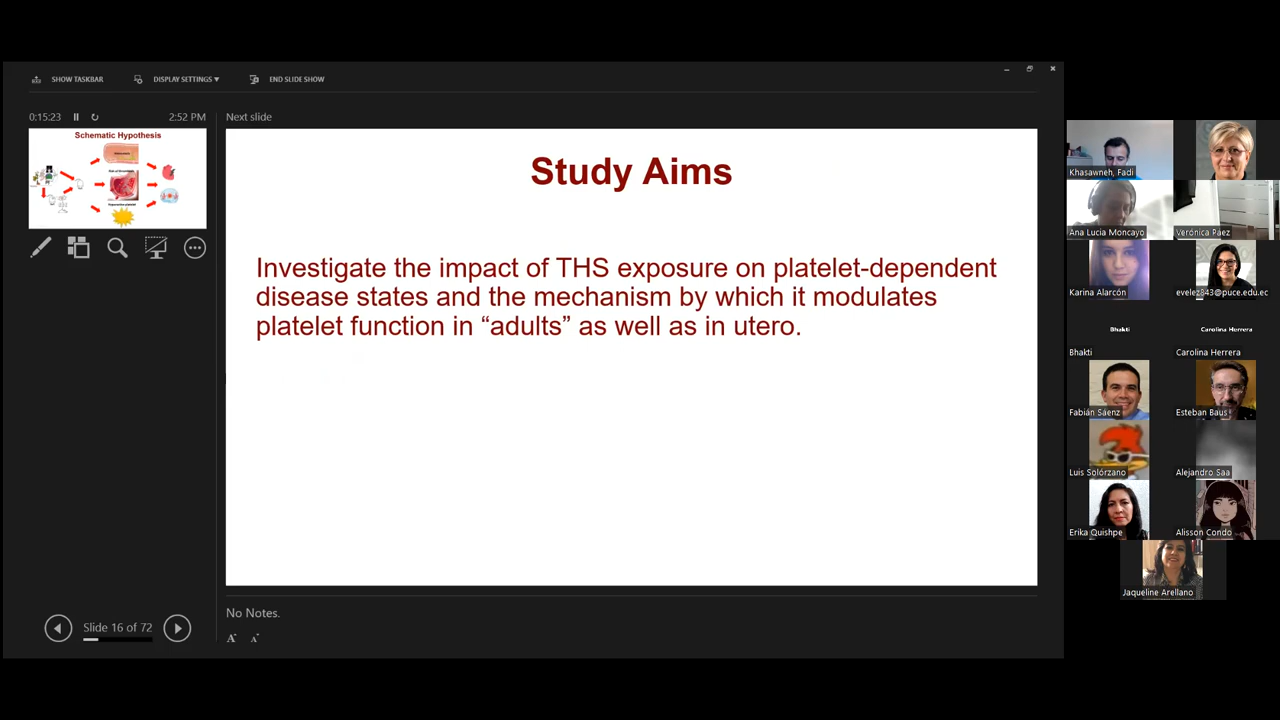 SHOW TASKBAR
DISPLAY SETTINGS ▾
END SLIDE SHOW
0:15:23
2:52 PM
Next slide
Schematic Hypothesis
Study Aims
Investigate the impact of THS exposure on platelet-dependent
disease states and the mechanism by which it modulates
platelet function in “adults” as well as in utero.
No Notes.
A A
Slide 16 of 72
Khasawneh, Fadi
Ana Lucia Moncayo
Verónica Páez
Karina Alarcón
evelez843@puce.edu.ec
Bhakti
Carolina Herrera
Bhakti
Carolina Herrera
Fabián Sáenz
Esteban Baus
Luis Solórzano
Alejandro Saa
Erika Quishpe
Alisson Condo
Jaqueline Arellano